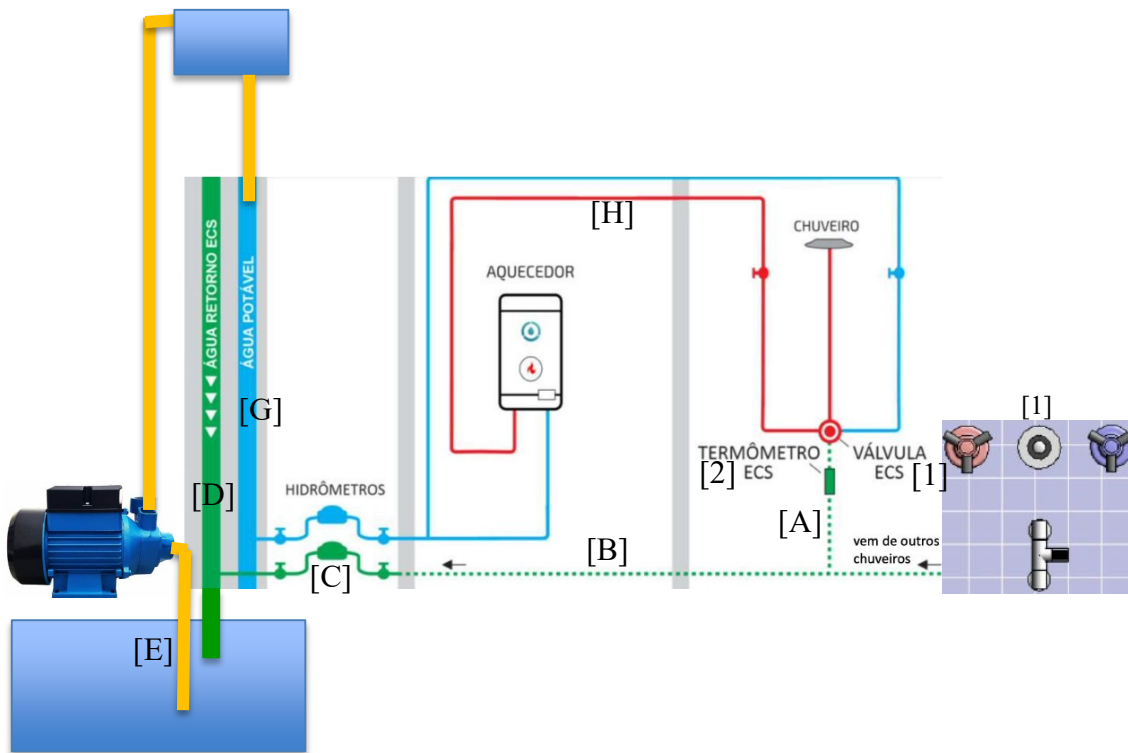 ÁGUA RETORNO ECS
ÁGUA POTÁVEL
[H]
CHUVEIRO
AQUECEDOR
[G]
[1]
TERMÔMETRO
[2] ECS
VÁLVULA
ECS [1]
[D]
HIDRÔMETROS
[A]
[B]
vem de outros
chuveiros
[C]
[E]